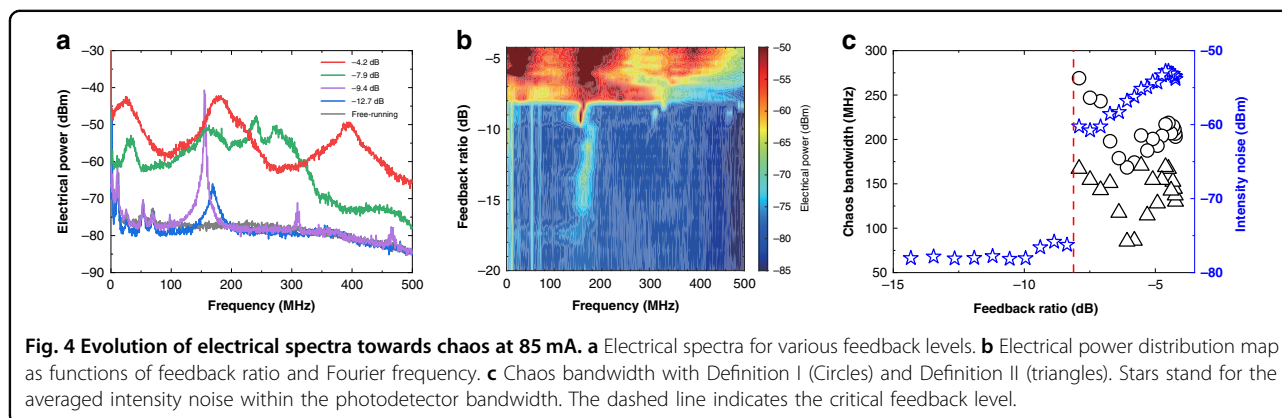 a
−30
−40
−50
−60
−70
−80
−90
Electrical power (dBm)
−4.2 dB
−7.9 dB
−9.4 dB
−12.7 dB
Free-running
0 100 200 300 400 500
Frequency (MHz)
b
−5
−10
−15
−20
Feedback ratio (dB)
0 100 200 300 400 500
Frequency (MHz)
−50
−55
−60
−65
−70
−75
−80
−85
Electrical power (dBm)
c
300
250
200
150
100
50
Chaos bandwidth (MHz)
−15 −10 −5
Feedback ratio (dB)
−50
−60
−70
−80
Intensity noise (dBm)
Fig. 4 Evolution of electrical spectra towards chaos at 85 mA. a Electrical spectra for various feedback levels. b Electrical power distribution map
as functions of feedback ratio and Fourier frequency. c Chaos bandwidth with Definition I (Circles) and Definition II (triangles). Stars stand for the
averaged intensity noise within the photodetector bandwidth. The dashed line indicates the critical feedback level.